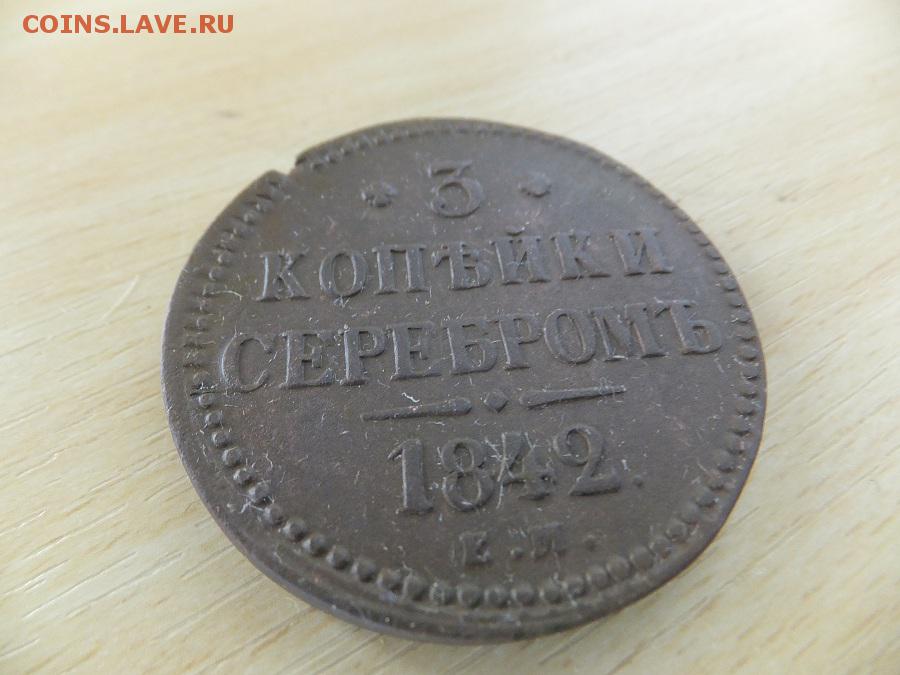 COINS.LAVE.RU
* 3 *
КОПѢЙКИ
СЕРЕБРОМЪ
1842.
Е.М.